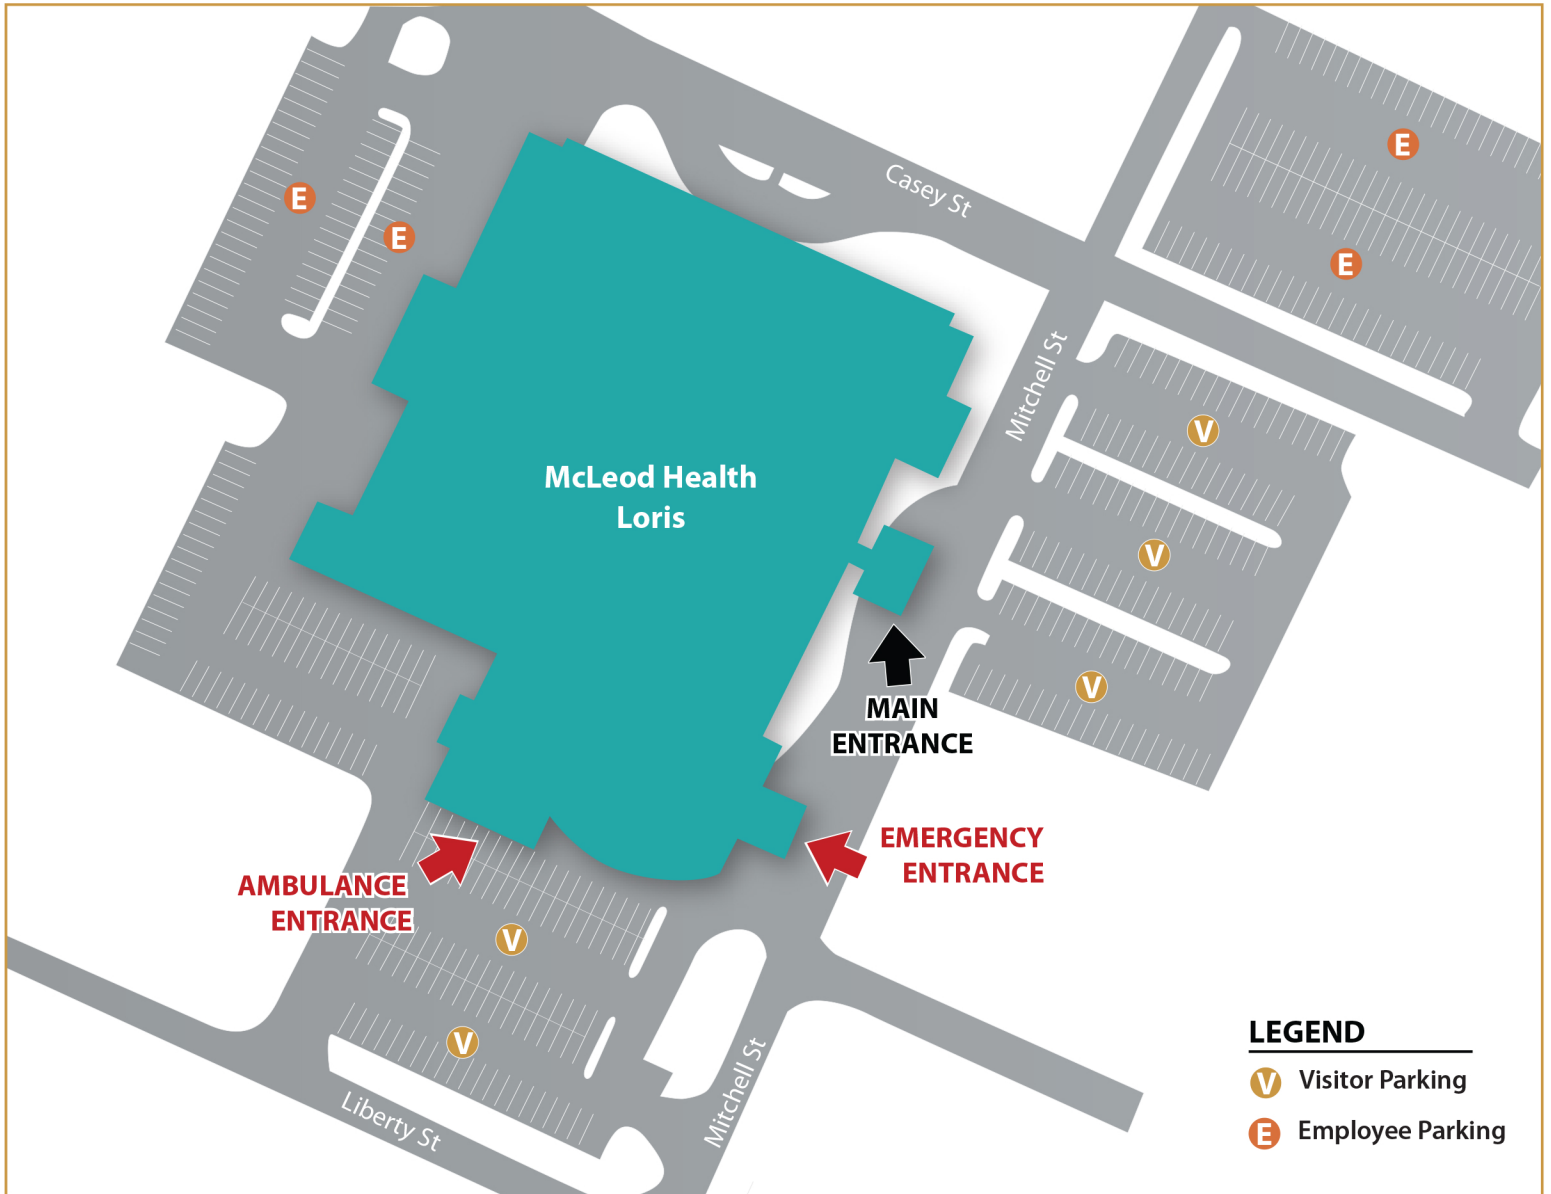 E
Casey St
E
E
E
Mitchell St
V
McLeod Health
Loris
V
V
MAIN
ENTRANCE
EMERGENCY
ENTRANCE
AMBULANCE
ENTRANCE
V
V
Mitchell St
Liberty St
LEGEND
V Visitor Parking
E Employee Parking